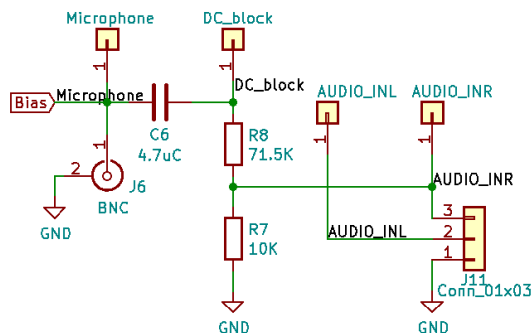 Microphone
DC_block
1
1
Bias
Microphone
DC_block
AUDIO_INL
AUDIO_INR
C6
4.7uC
R8
71.5K
1
1
1
2
J6
BNC
AUDIO_INR
GND
3
R7
10K
AUDIO_INL
2
1
J11
Conn_01x03
GND
GND